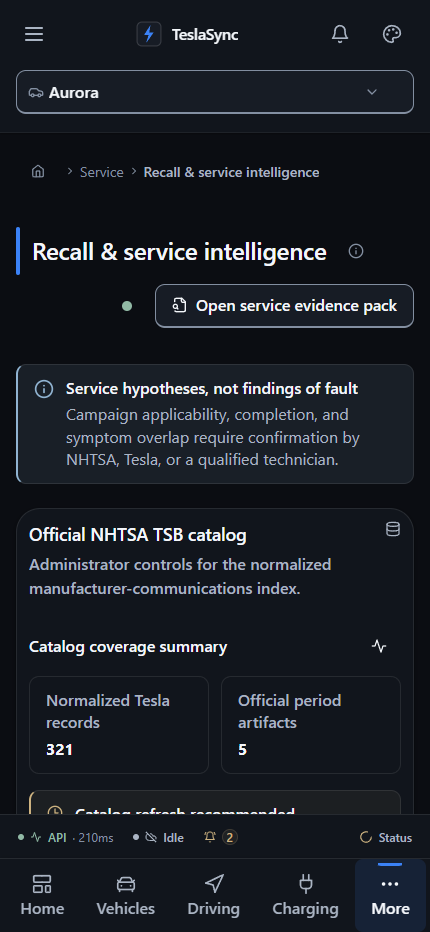 TeslaSync
Aurora
Service
Recall & service intelligence
Recall & service intelligence
Open service evidence pack
Service hypotheses, not findings of fault
Campaign applicability, completion, and
symptom overlap require confirmation by
NHTSA, Tesla, or a qualified technician.
Official NHTSA TSB catalog
Administrator controls for the normalized
manufacturer-communications index.
Catalog coverage summary
Normalized Tesla
records
321
Official period
artifacts
5
Catalog refresh recommended
API · 210ms
Idle
2
Status
Home
Vehicles
Driving
Charging
More